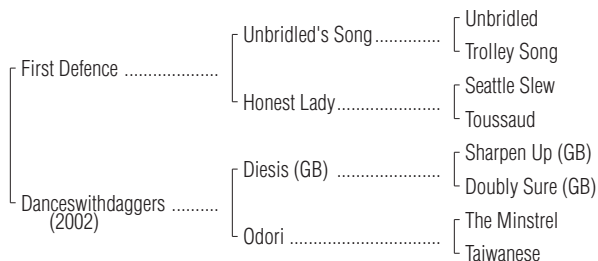 Unbridled
Unbridled's Song..............
Trolley Song
First Defence ....................
Seattle Slew
Honest Lady......................
Toussaud
Sharpen Up (GB)
Diesis (GB) ......................
Doubly Sure (GB)
Danceswithdaggers ..........
(2002)
The Minstrel
Odori ................................
Taiwanese